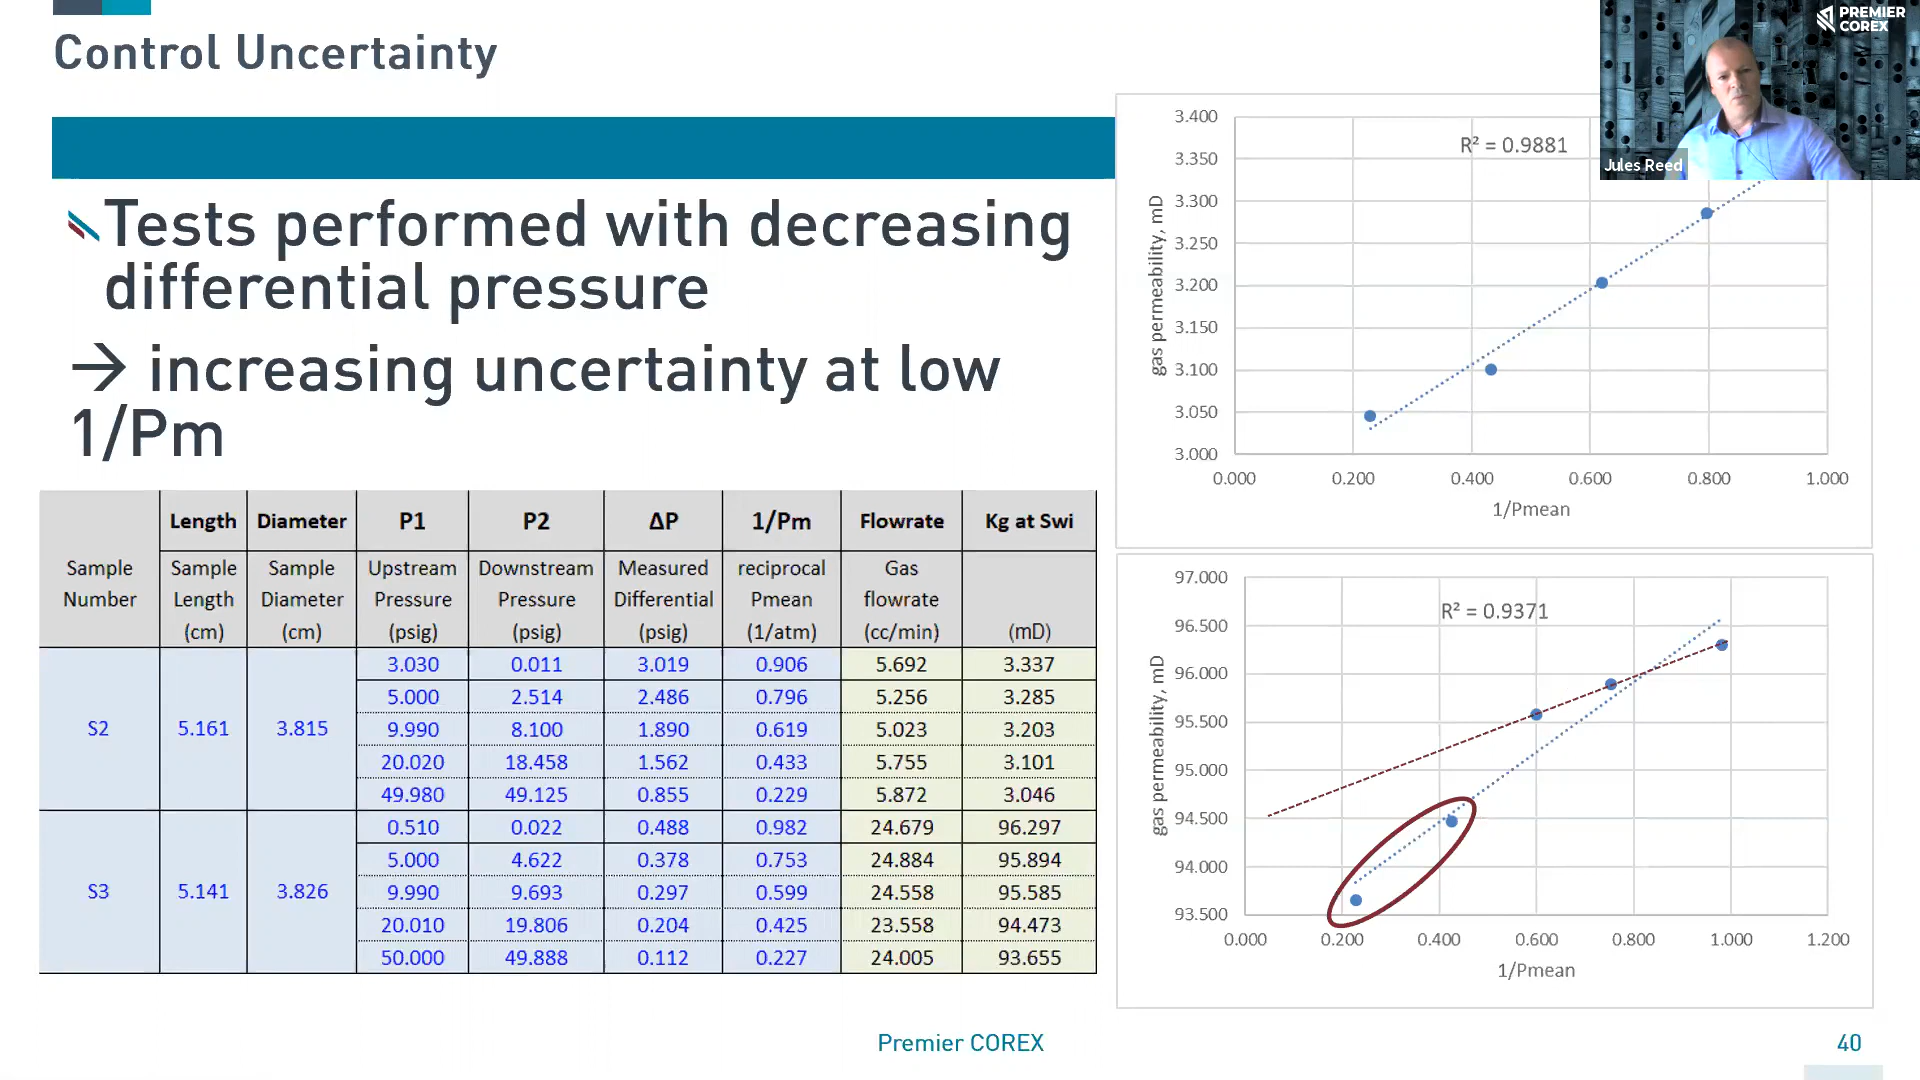 Control Uncertainty
PREMIER
COREX
Jules Reed
Tests performed with decreasing
differential pressure
→ increasing uncertainty at low
1/Pm
Length Diameter P1 P2 ΔP 1/Pm Flowrate Kg at Swi
Sample Sample Sample Upstream Downstream Measured reciprocal Gas
Number Length Diameter Pressure Pressure Differential Pmean flowrate
(cm) (cm) (psig) (psig) (psig) (1/atm) (cc/min) (mD)
3.030 0.011 3.019 0.906 5.692 3.337
5.000 2.514 2.486 0.796 5.256 3.285
S2 5.161 3.815 9.990 8.100 1.890 0.619 5.023 3.203
20.020 18.458 1.562 0.433 5.755 3.101
49.980 49.125 0.855 0.229 5.872 3.046
0.510 0.022 0.488 0.982 24.679 96.297
5.000 4.622 0.378 0.753 24.884 95.894
S3 5.141 3.826 9.990 9.693 0.297 0.599 24.558 95.585
20.010 19.806 0.204 0.425 23.558 94.473
50.000 49.888 0.112 0.227 24.005 93.655
3.400
R² = 0.9881
3.350
3.300
3.250
3.200
3.150
3.100
3.050
3.000
gas permeability, mD
0.000 0.200 0.400 0.600 0.800 1.000
1/Pmean
97.000
R² = 0.9371
96.500
96.000
95.500
95.000
94.500
94.000
93.500
gas permeability, mD
0.000 0.200 0.400 0.600 0.800 1.000 1.200
1/Pmean
Premier COREX
40